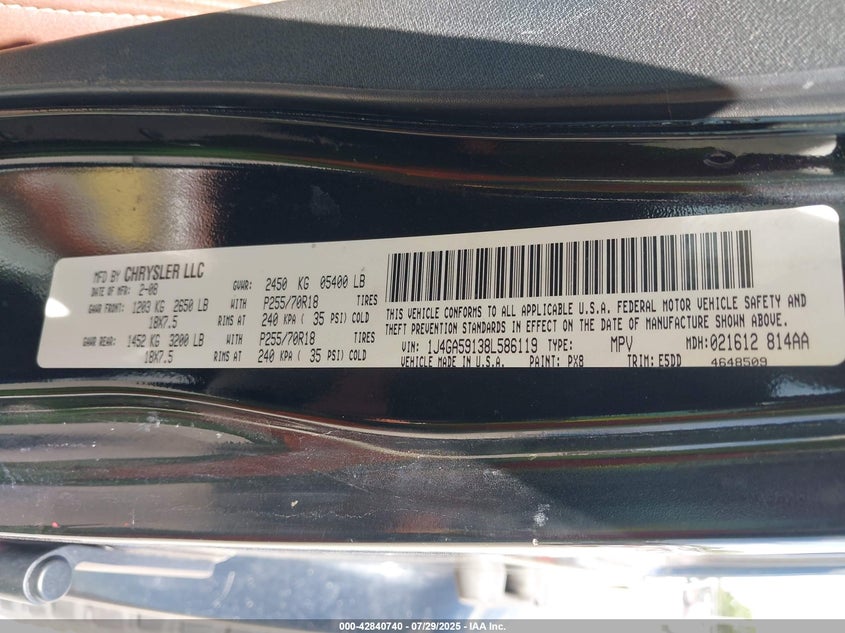 MFD BY CHRYSLER LLC
DATE OF MFR: 2-08
GVWR: 2450 KG 05400 LB
GAWR FRONT: 1203 KG 2650 LB WITH P255/70R18 TIRES
18X7.5 RIMS AT 240 KPA ( 35 PSI) COLD
GAWR REAR: 1452 KG 3200 LB WITH P255/70R18 TIRES
18X7.5 RIMS AT 240 KPA ( 35 PSI) COLD
THIS VEHICLE CONFORMS TO ALL APPLICABLE U.S.A. FEDERAL MOTOR VEHICLE SAFETY AND
THEFT PREVENTION STANDARDS IN EFFECT ON THE DATE OF MANUFACTURE SHOWN ABOVE.
VIN: 1J4GA59138L586119 TYPE: MPV MDH: 021612 814AA
VEHICLE MADE IN U.S.A. PAINT: PX8 TRIM: E5DD 4648509
000-42840740 - 07/29/2025 - IAA Inc.